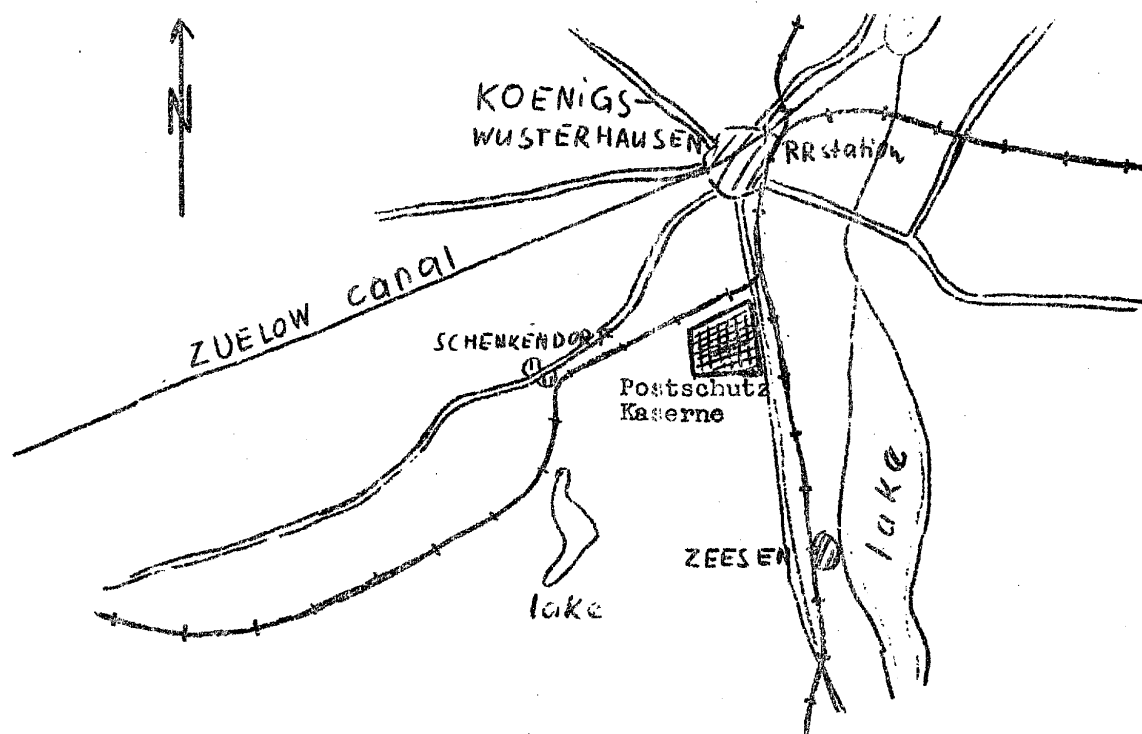 N
KOENIGS-
WUSTERHAUSEN
RR station
ZUELOW canal
SCHENKENDORF
Postschutz
Kaserne
lake
ZEESEN
lake